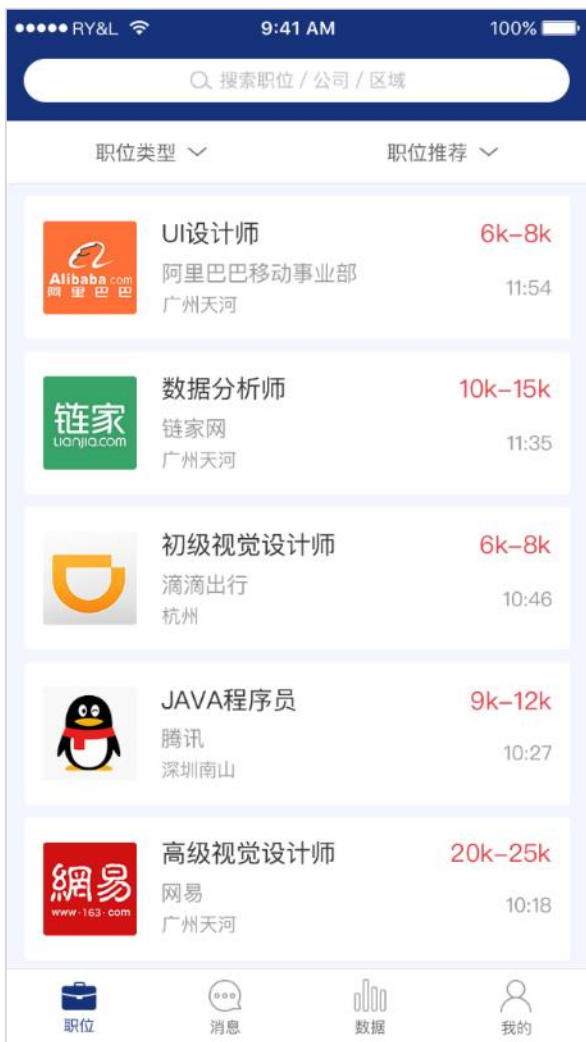 RY&L 9:41 AM 100%
搜索职位 / 公司 / 区域
职位类型 职位推荐
UI设计师 6k–8k
Alibaba.com
阿里巴巴
阿里巴巴移动事业部 11:54
广州天河
数据分析师 10k–15k
链家
Lianjia.com
链家网 11:35
广州天河
初级视觉设计师 6k–8k
滴滴出行 10:46
杭州
JAVA程序员 9k–12k
腾讯 10:27
深圳南山
高级视觉设计师 20k–25k
網易
www·163·com
网易 10:18
广州天河
职位 消息 数据 我的